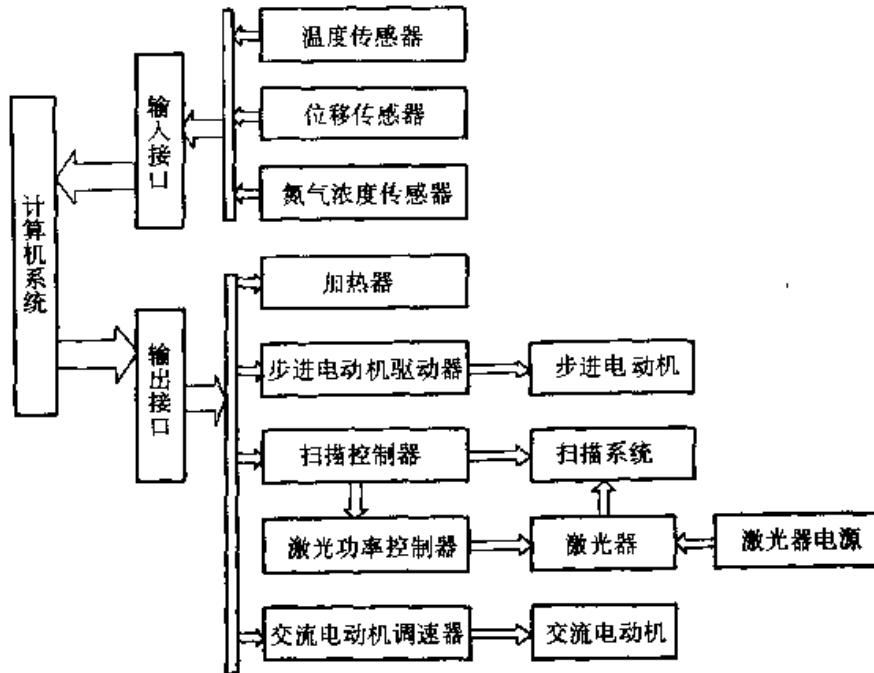 温度传感器
位移传感器
氮气浓度传感器
输入接口
计算机系统
输出接口
加热器
步进电动机驱动器
步进电动机
扫描控制器
扫描系统
激光功率控制器
激光器
激光器电源
交流电动机调速器
交流电动机